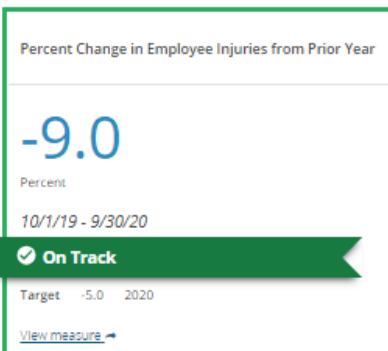 Percent Change in Employee Injuries from Prior Year
-9.0
Percent
10/1/19 - 9/30/20
On Track
Target -5.0 2020
View measure